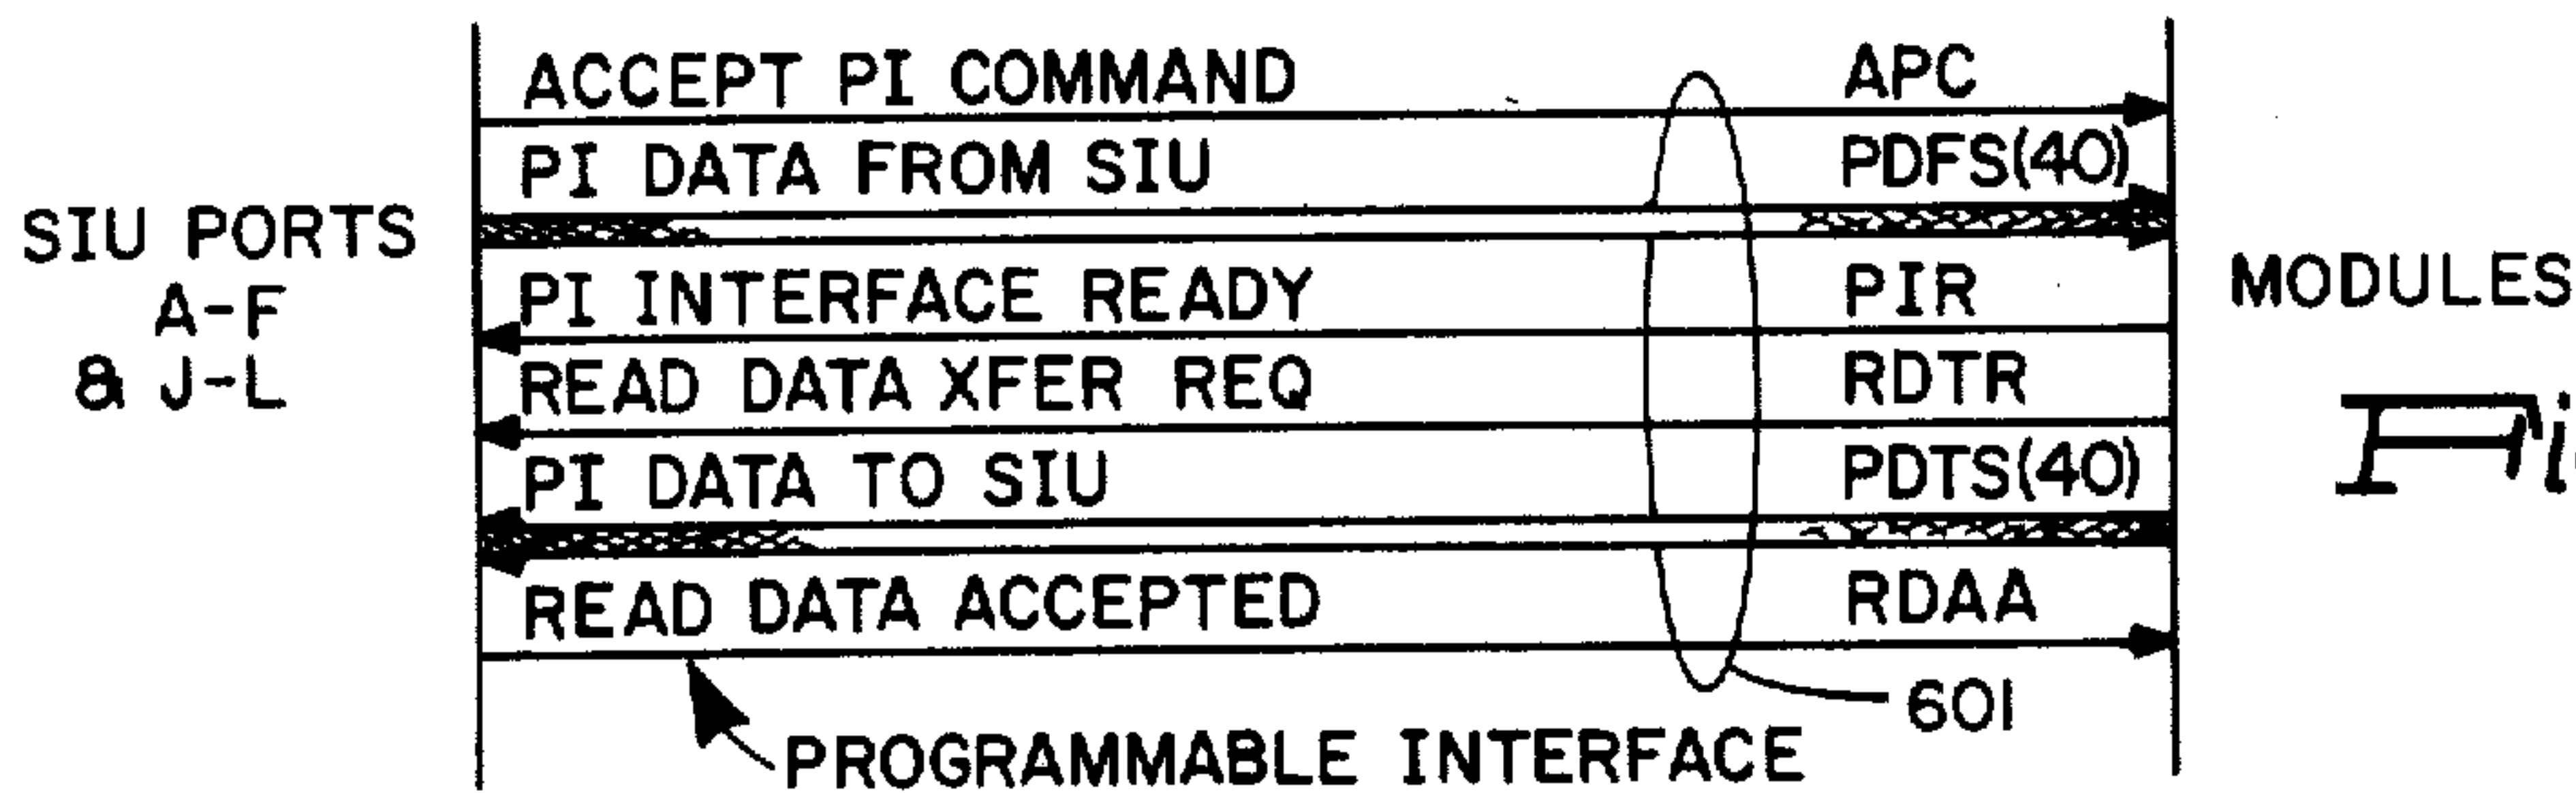 ACCEPT PI COMMAND APC
PI DATA FROM SIU PDFS(40)
SIU PORTS
A-F
& J-L
PI INTERFACE READY PIR
MODULES
READ DATA XFER REQ RDTR
PI DATA TO SIU PDTS(40)
READ DATA ACCEPTED RDAA
601
PROGRAMMABLE INTERFACE